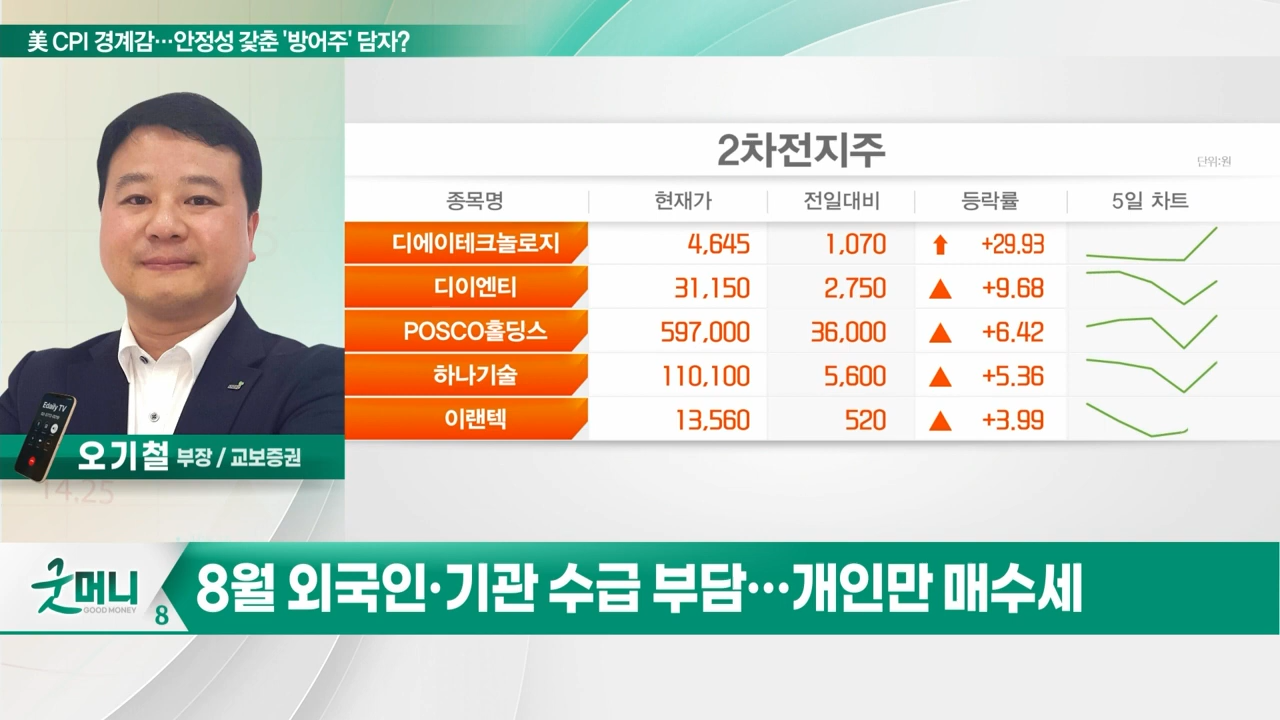 美 CPI 경계감…안정성 갖춘 '방어주' 담자?
2차전지주
단위:원
종목명 현재가 전일대비 등락률 5일 차트
디에이테크놀로지 4,645 1,070 +29.93
디이엔티 31,150 2,750 ▲ +9.68
POSCO홀딩스 597,000 36,000 ▲ +6.42
하나기술 110,100 5,600 ▲ +5.36
이랜텍 13,560 520 ▲ +3.99
Edaily TV
오기철 부장 / 교보증권
14.25
굿머니
GOOD MONEY
8
8월 외국인·기관 수급 부담…개인만 매수세